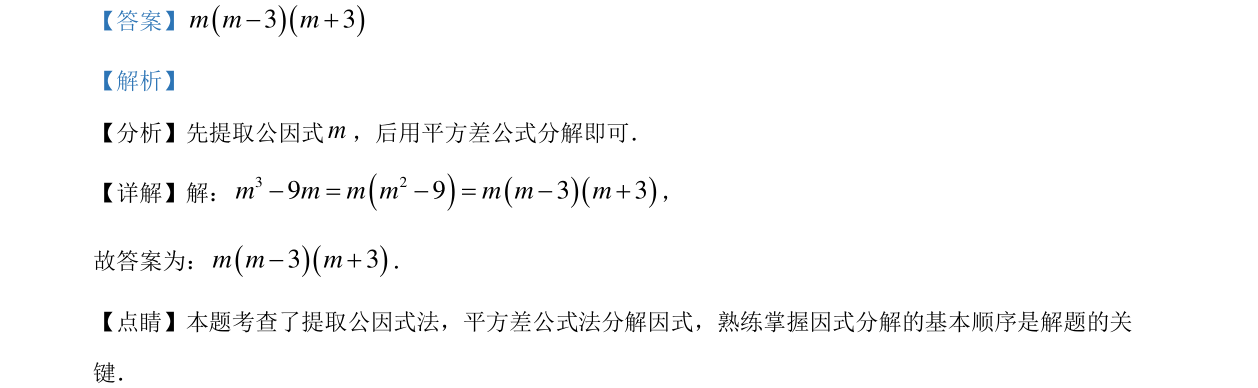 【答案】m(m−3)(m+3)
【解析】
【分析】先提取公因式m，后用平方差公式分解即可．
【详解】解：m³−9m=m(m²−9)=m(m−3)(m+3)，
故答案为：m(m−3)(m+3)．
【点睛】本题考查了提取公因式法，平方差公式法分解因式，熟练掌握因式分解的基本顺序是解题的关
键．